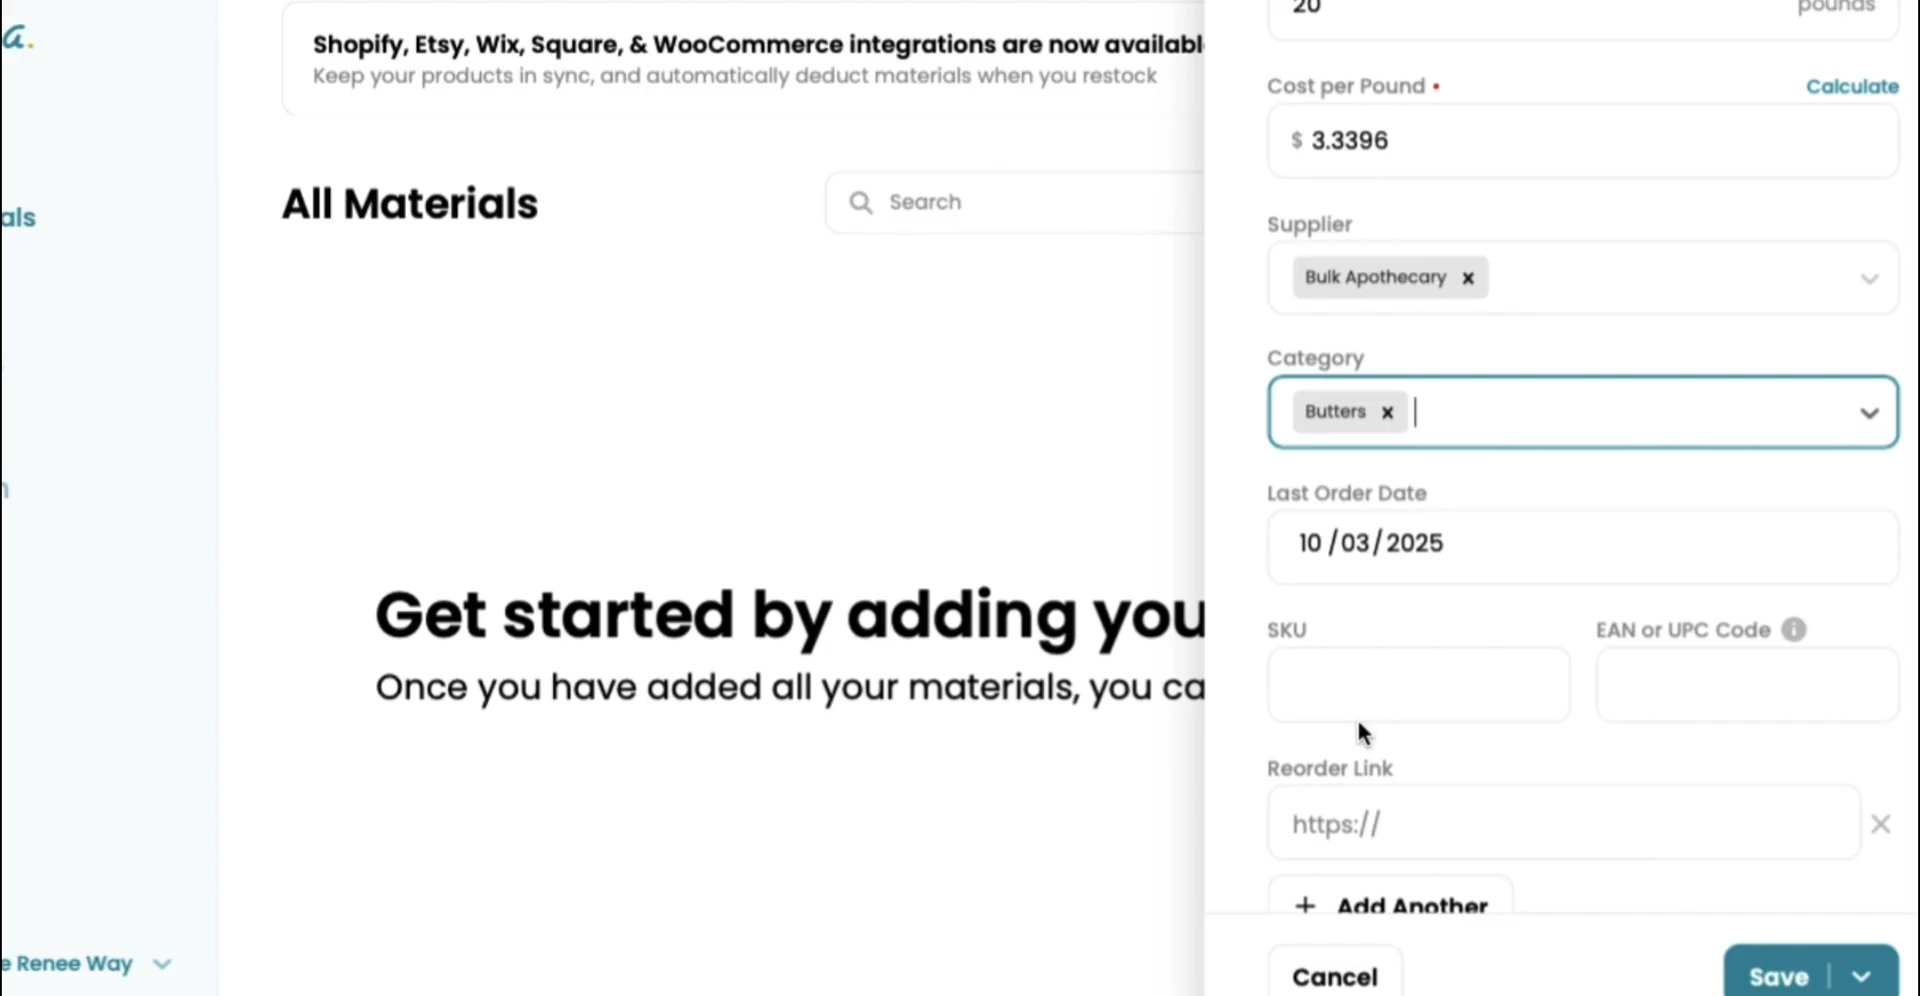 a.
als
e Renee Way
Shopify, Etsy, Wix, Square, & WooCommerce integrations are now availabl
Keep your products in sync, and automatically deduct materials when you restock
All Materials
Search
Get started by adding you
Once you have added all your materials, you ca
20 pounds
Cost per Pound • Calculate
$ 3.3396
Supplier
Bulk Apothecary x
Category
Butters x
Last Order Date
10 / 03 / 2025
SKU EAN or UPC Code i
Reorder Link
https://
+ Add Another
Cancel Save